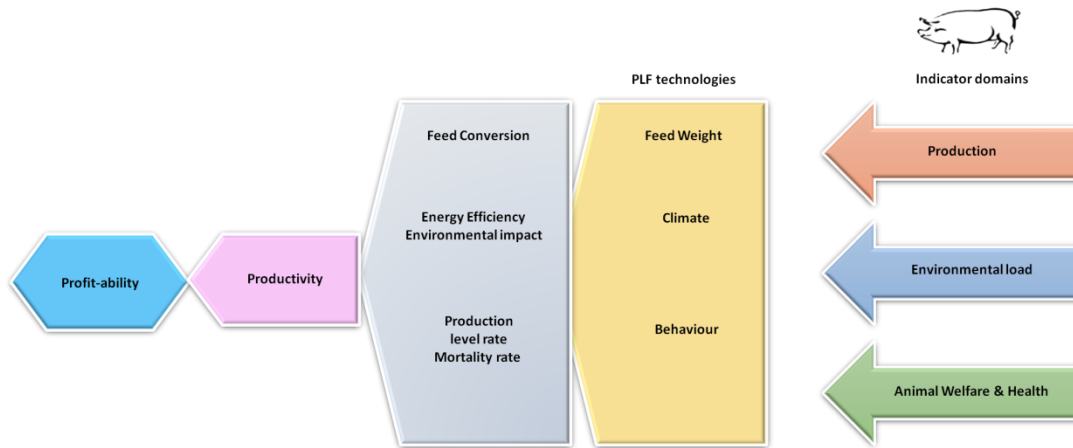 PLF technologies
Indicator domains
Feed Conversion
Feed Weight
Production
Energy Efficiency
Environmental impact
Climate
Profit-ability
Productivity
Environmental load
Production
level rate
Mortality rate
Behaviour
Animal Welfare & Health